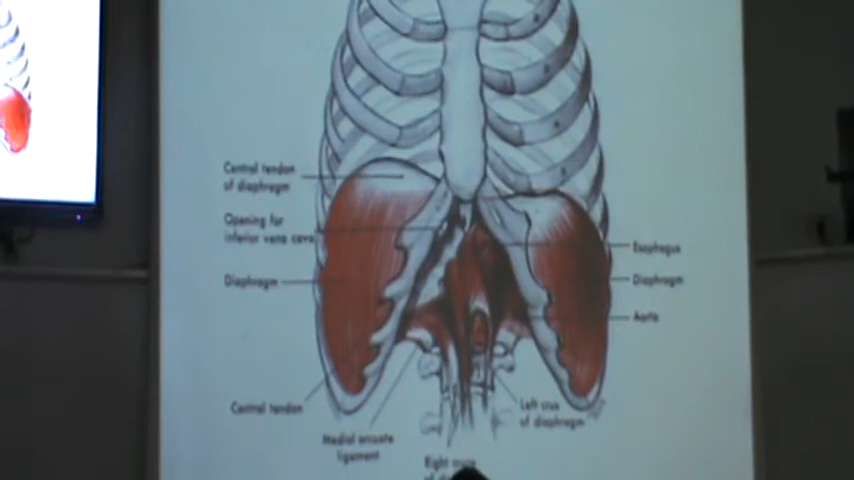 Central tendon
of diaphragm
Opening for
inferior vena cava
Diaphragm
Central tendon
Medial arcuate
ligament
Right crus
Esophagus
Diaphragm
Aorta
Left crus
of diaphragm